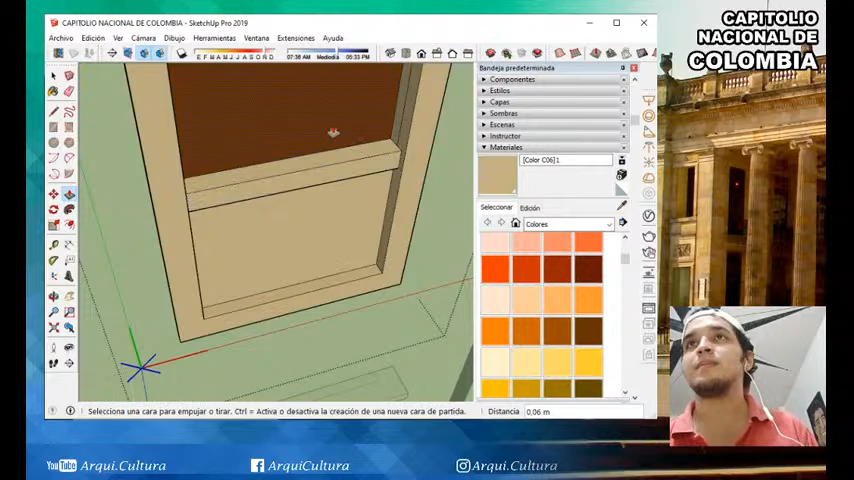 CAPITOLIO NACIONAL DE COLOMBIA - SketchUp Pro 2019
CAPITOLIO
NACIONAL DE
COLOMBIA
Archivo Edición Ver Cámara Dibujo Herramientas Ventana Extensiones Ayuda
E F M A M J J A S O N D 07:36 AM Mediodía 05:33 PM
Bandeja predeterminada
Componentes
Estilos
Capas
Sombras
Escenas
Instructor
Materiales
[Color C06]1
Seleccionar Edición
Colores
Selecciona una cara para empujar o tirar. Ctrl = Activa o desactiva la creación de una nueva cara de partida.
Distancia 0,06 m
YouTube Arqui.Cultura
ArquiCultura
Arqui.Cultura